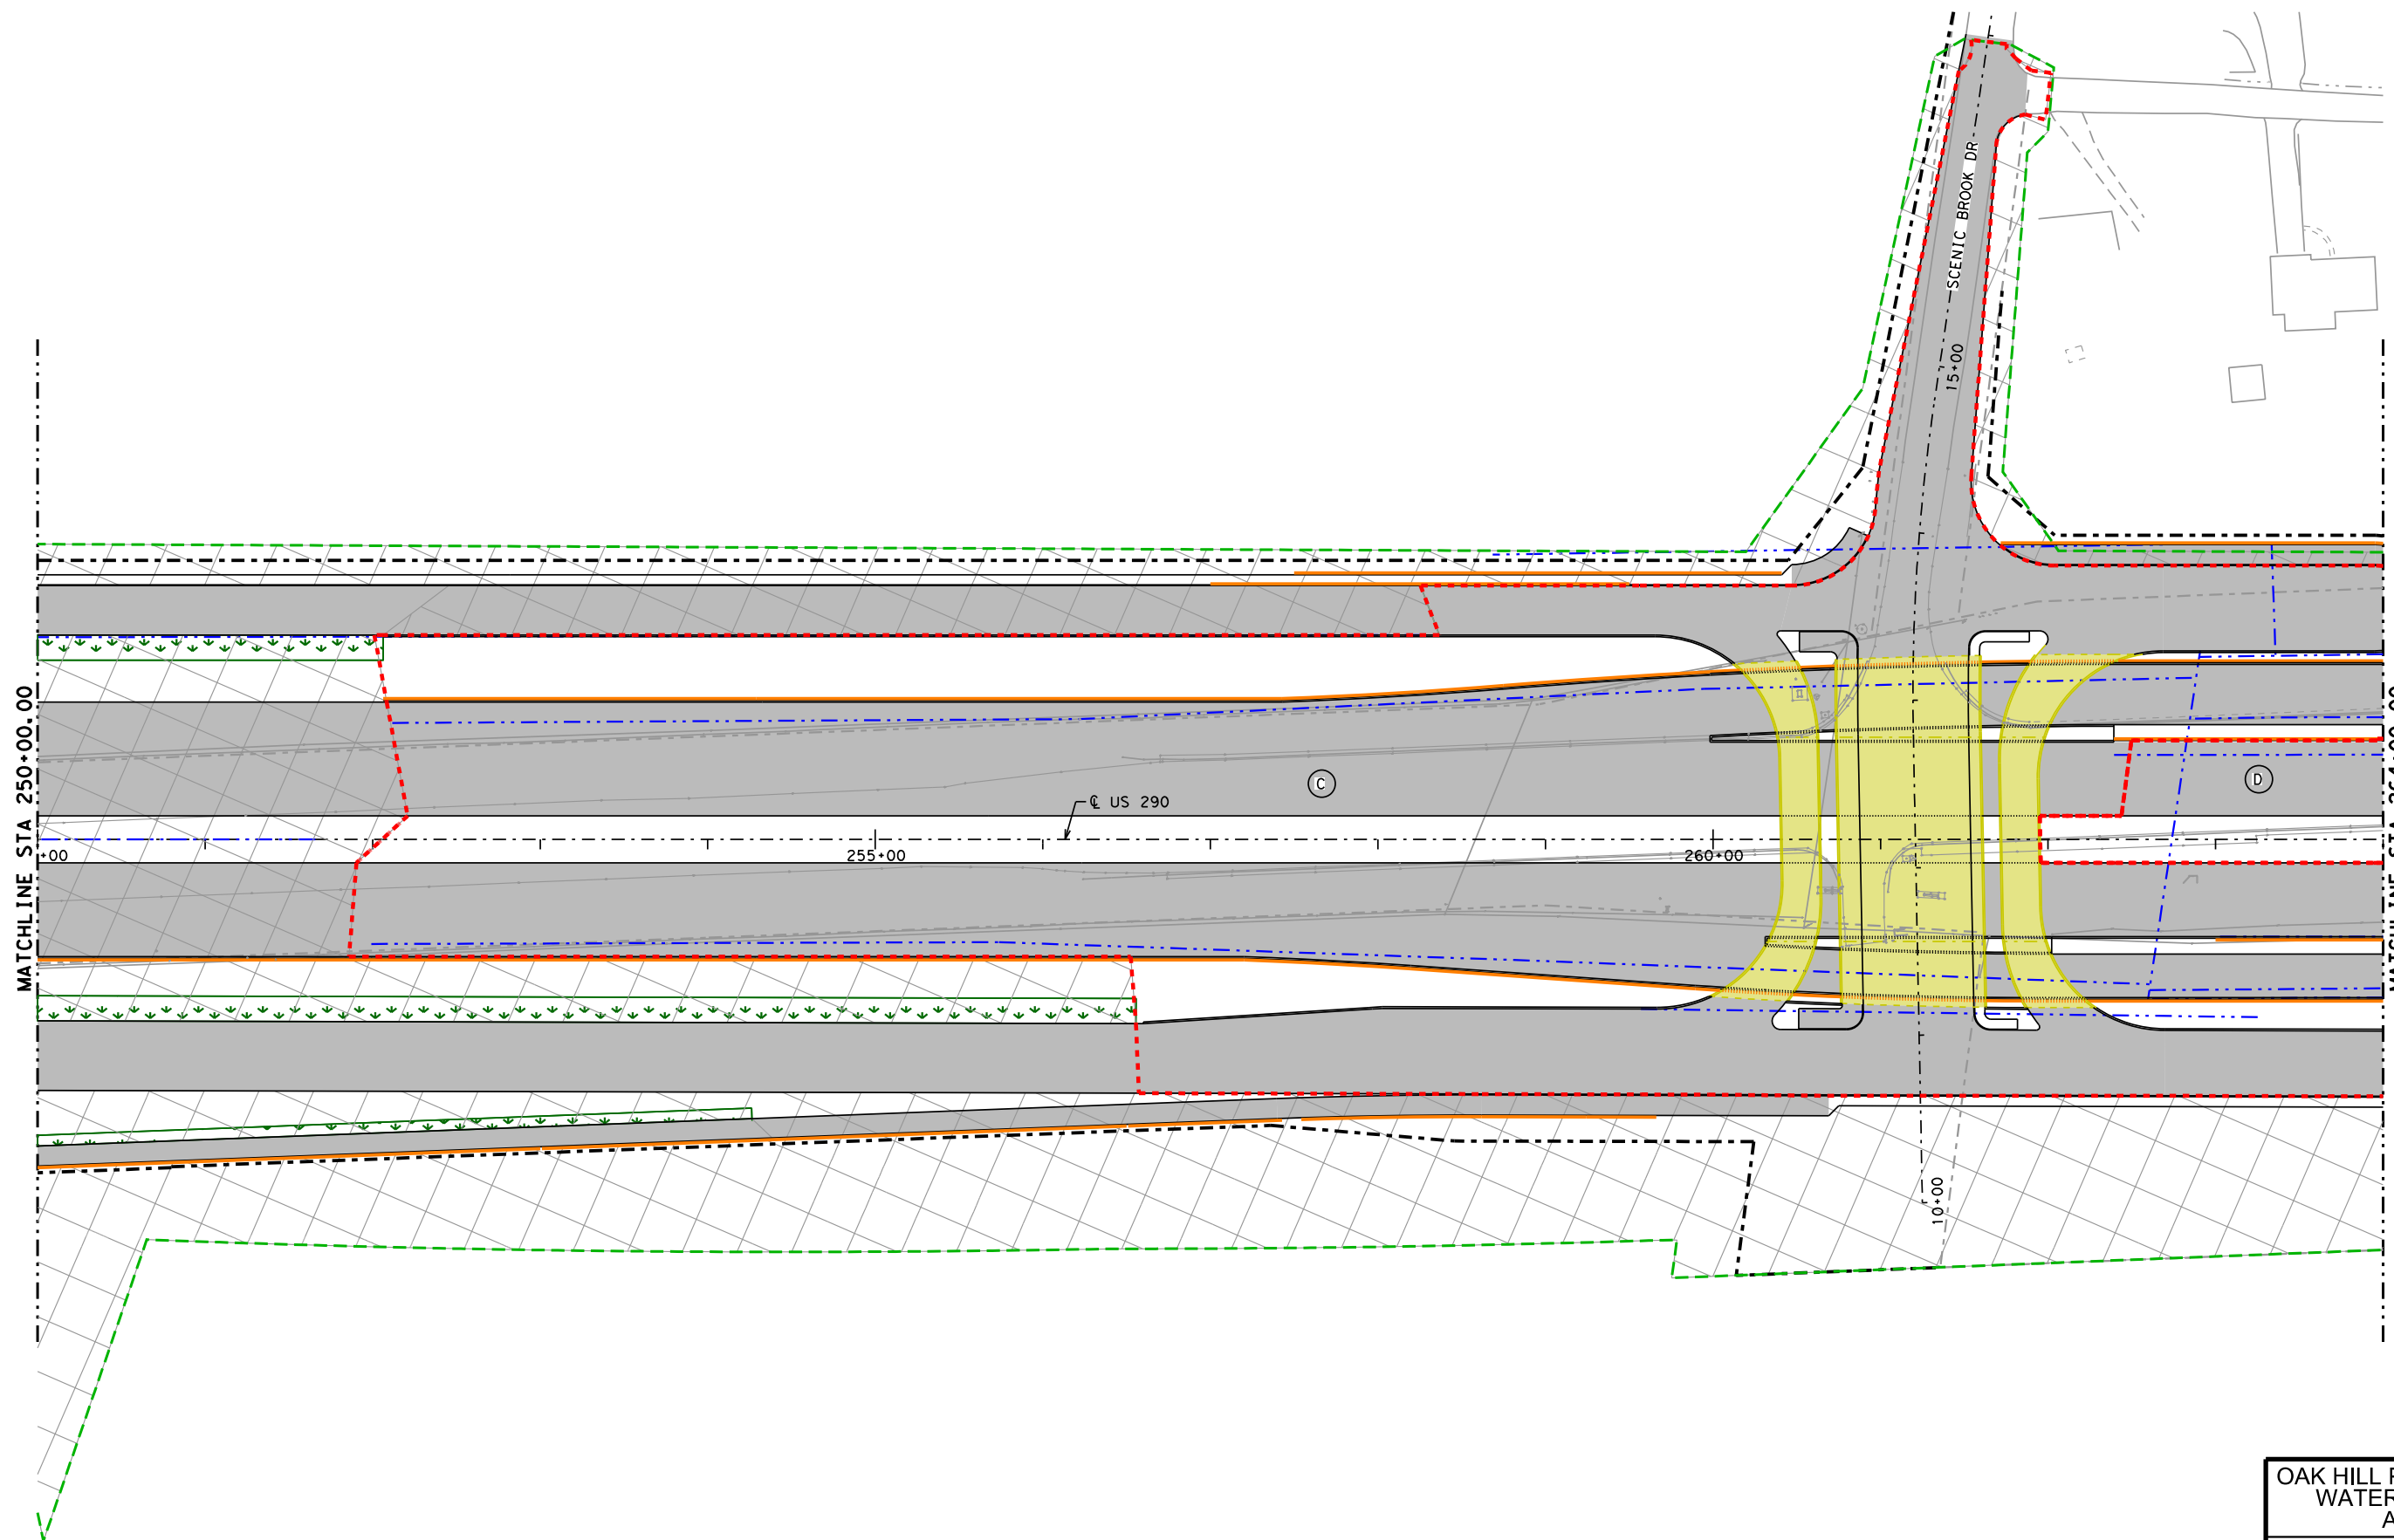 SCENIC BROOK DR
15+00
MATCHLINE STA 250+00.00
C
D
℄ US 290
+00
255+00
260+00
10+00
OAK HILL
WATER
A